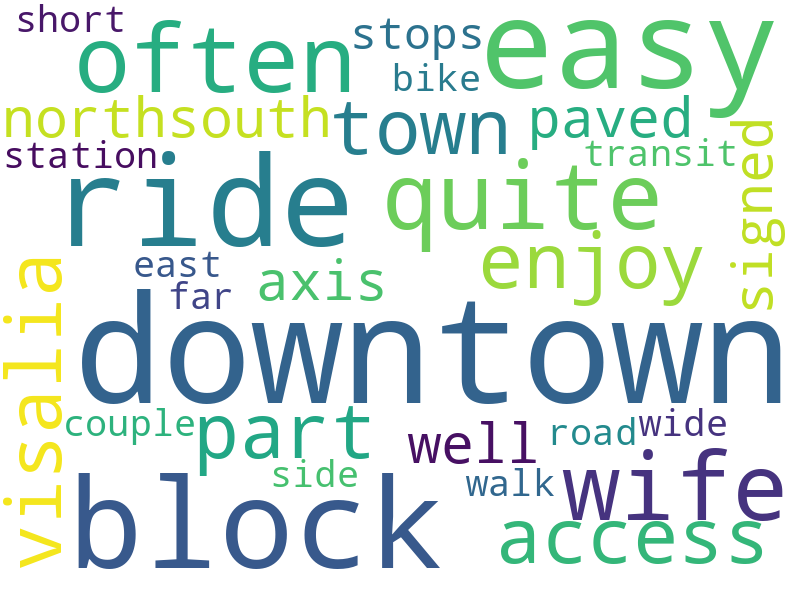 short
often
stops
easy
bike
northsouth
town
paved
station
transit
signed
ride
quite
enjoy
east
axis
far
visalia
downtown
couple
part
well
road
wide
side
walk
wife
block
access